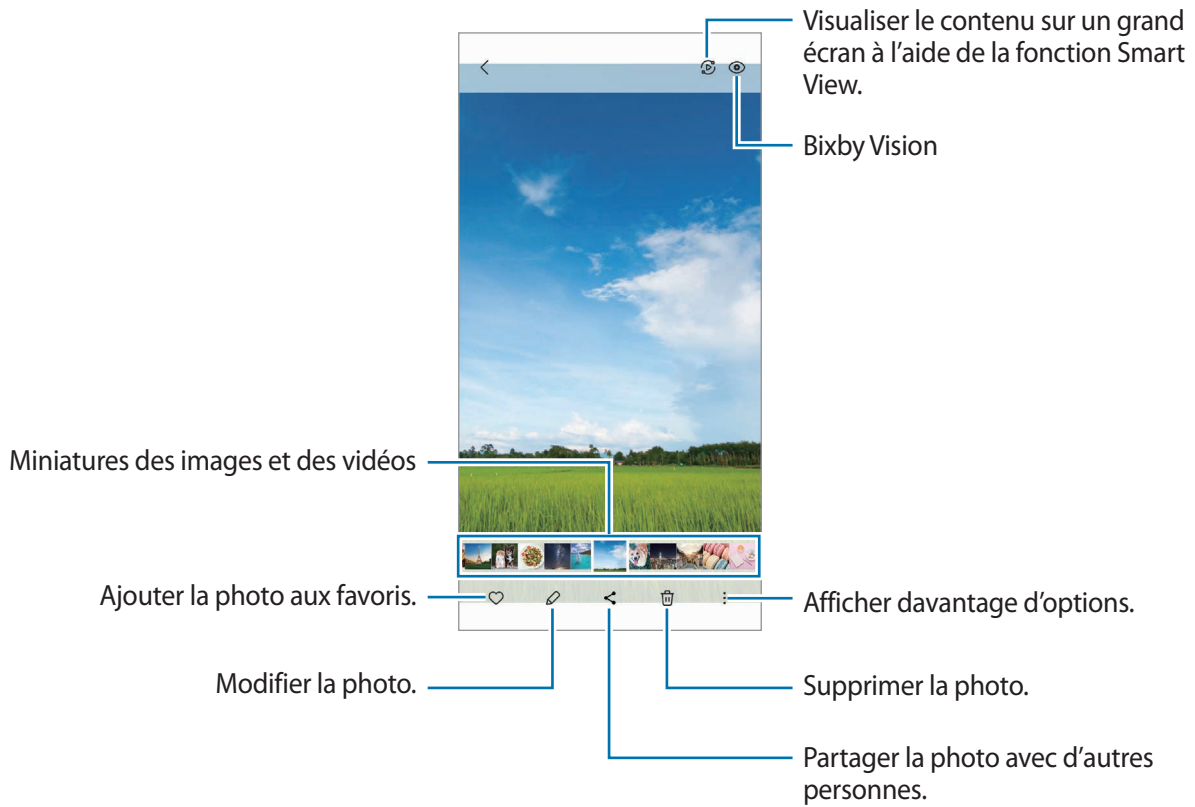 Visualiser le contenu sur un grand
écran à l’aide de la fonction Smart
View.
Bixby Vision
Miniatures des images et des vidéos
Ajouter la photo aux favoris.
Afficher davantage d’options.
Modifier la photo.
Supprimer la photo.
Partager la photo avec d’autres
personnes.